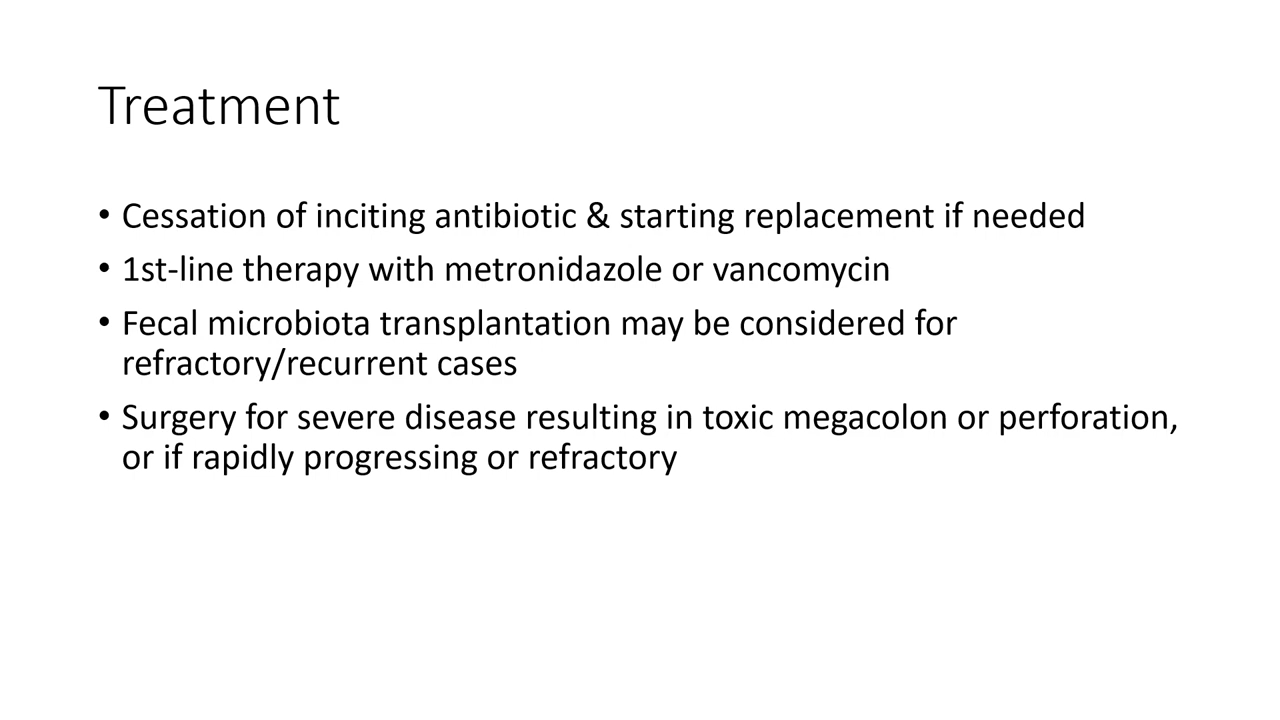 Treatment
• Cessation of inciting antibiotic & starting replacement if needed
• 1st-line therapy with metronidazole or vancomycin
• Fecal microbiota transplantation may be considered for
refractory/recurrent cases
• Surgery for severe disease resulting in toxic megacolon or perforation,
or if rapidly progressing or refractory